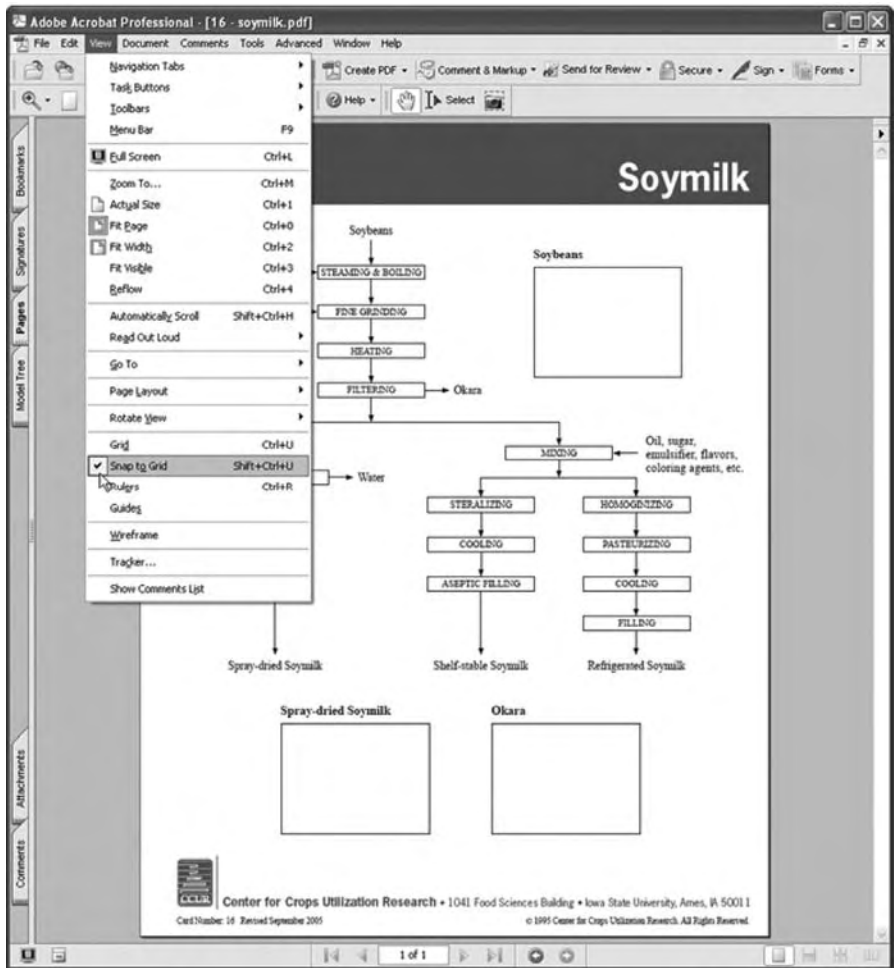 Adobe Acrobat Professional - [16 - soymilk.pdf]
File Edit View Document Comments Tools Advanced Window Help
Create PDF Comment & Markup Send for Review Secure Sign Forms
Help Select
Navigation Tabs
Task Buttons
Toolbars
Menu Bar F9
Full Screen Ctrl+L
Zoom To... Ctrl+M
Actual Size Ctrl+1
Fit Page Ctrl+0
Fit Width Ctrl+2
Fit Visible Ctrl+3
Reflow Ctrl+4
Automatically Scroll Shift+Ctrl+H
Read Out Loud
Go To
Page Layout
Rotate View
Grid Ctrl+U
Snap to Grid Shift+Ctrl+U
Rulers Ctrl+R
Guides
Wireframe
Tracker...
Show Comments List
Bookmarks
Signatures
Pages
Model Tree
Attachments
Comments
Soymilk
Soybeans
STEAMING & BOILING
FINE GRINDING
HEATING
FILTERING
Okara
Soybeans
MIXING
Oil, sugar,
emulsifier, flavors,
coloring agents, etc.
Water
STERALIZING
HOMOGINIZING
COOLING
PASTEURIZING
ASEPTIC FILLING
COOLING
FILLING
Spray-dried Soymilk
Shelf-stable Soymilk
Refrigerated Soymilk
Spray-dried Soymilk
Okara
CCUR
Center for Crops Utilization Research • 1041 Food Sciences Building • Iowa State University, Ames, IA 50011
Card Number 16 Revised September 2005
© 1995 Center for Crops Utilization Research. All Rights Reserved.
1 of 1